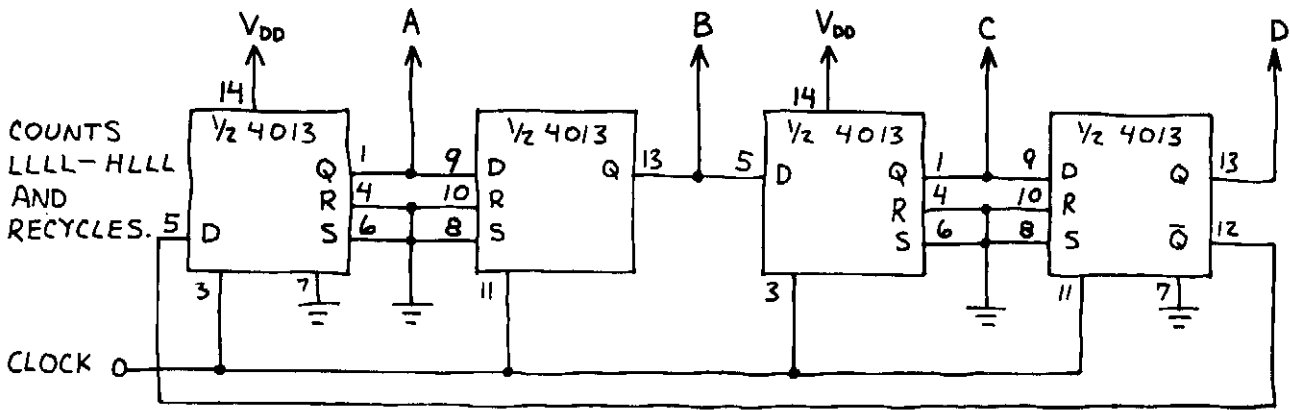 V_DD A B V_DD C D
14 14
COUNTS
LLLL-HLLL
AND
RECYCLES.
1/2 4013 1/2 4013 1/2 4013 1/2 4013
Q 1 9 D Q 13 5 D Q 1 9 D Q 13
R 4 10 R R 4 10 R
5 D S 6 8 S S 6 8 S Q̅ 12
3 7 11 3 11 7
CLOCK